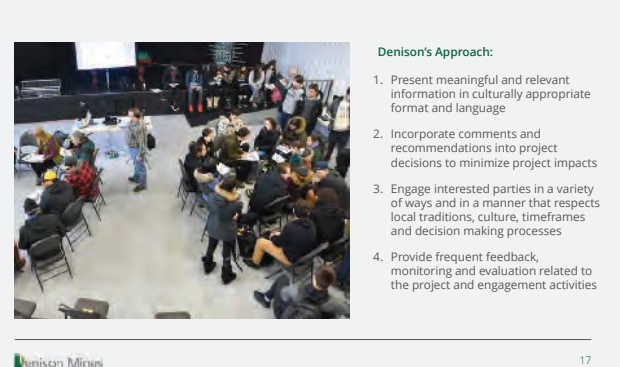 Denison's Approach:
1. Present meaningful and relevant
information in culturally appropriate
format and language
2. Incorporate comments and
recommendations into project
decisions to minimize project impacts
3. Engage interested parties in a variety
of ways and in a manner that respects
local traditions, culture, timeframes
and decision making processes
4. Provide frequent feedback,
monitoring and evaluation related to
the project and engagement activities
Denison Mines
17